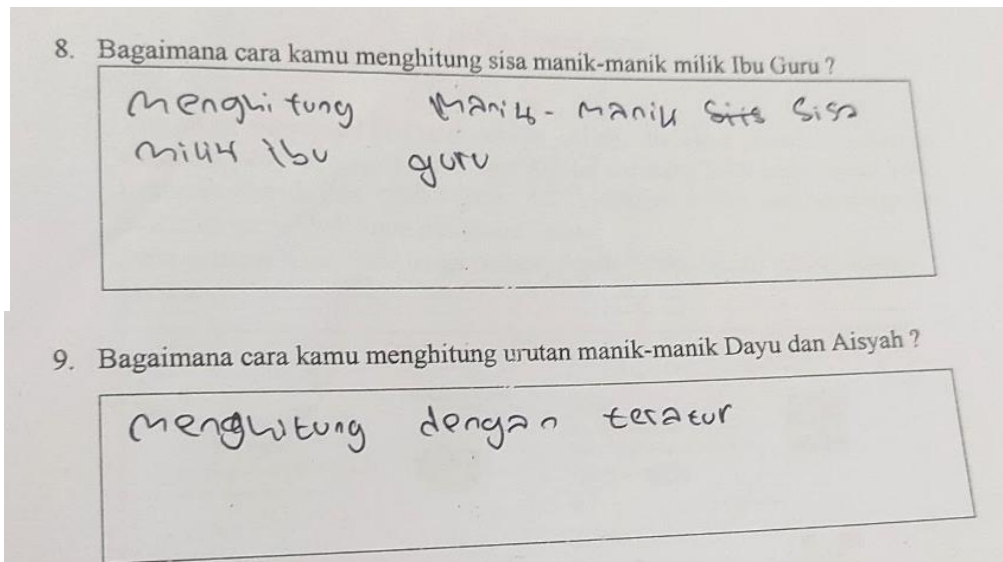 8. Bagaimana cara kamu menghitung sisa manik-manik milik Ibu Guru ?
menghitung manik-manik sisa
milik ibu guru
9. Bagaimana cara kamu menghitung urutan manik-manik Dayu dan Aisyah ?
menghitung dengan teratur